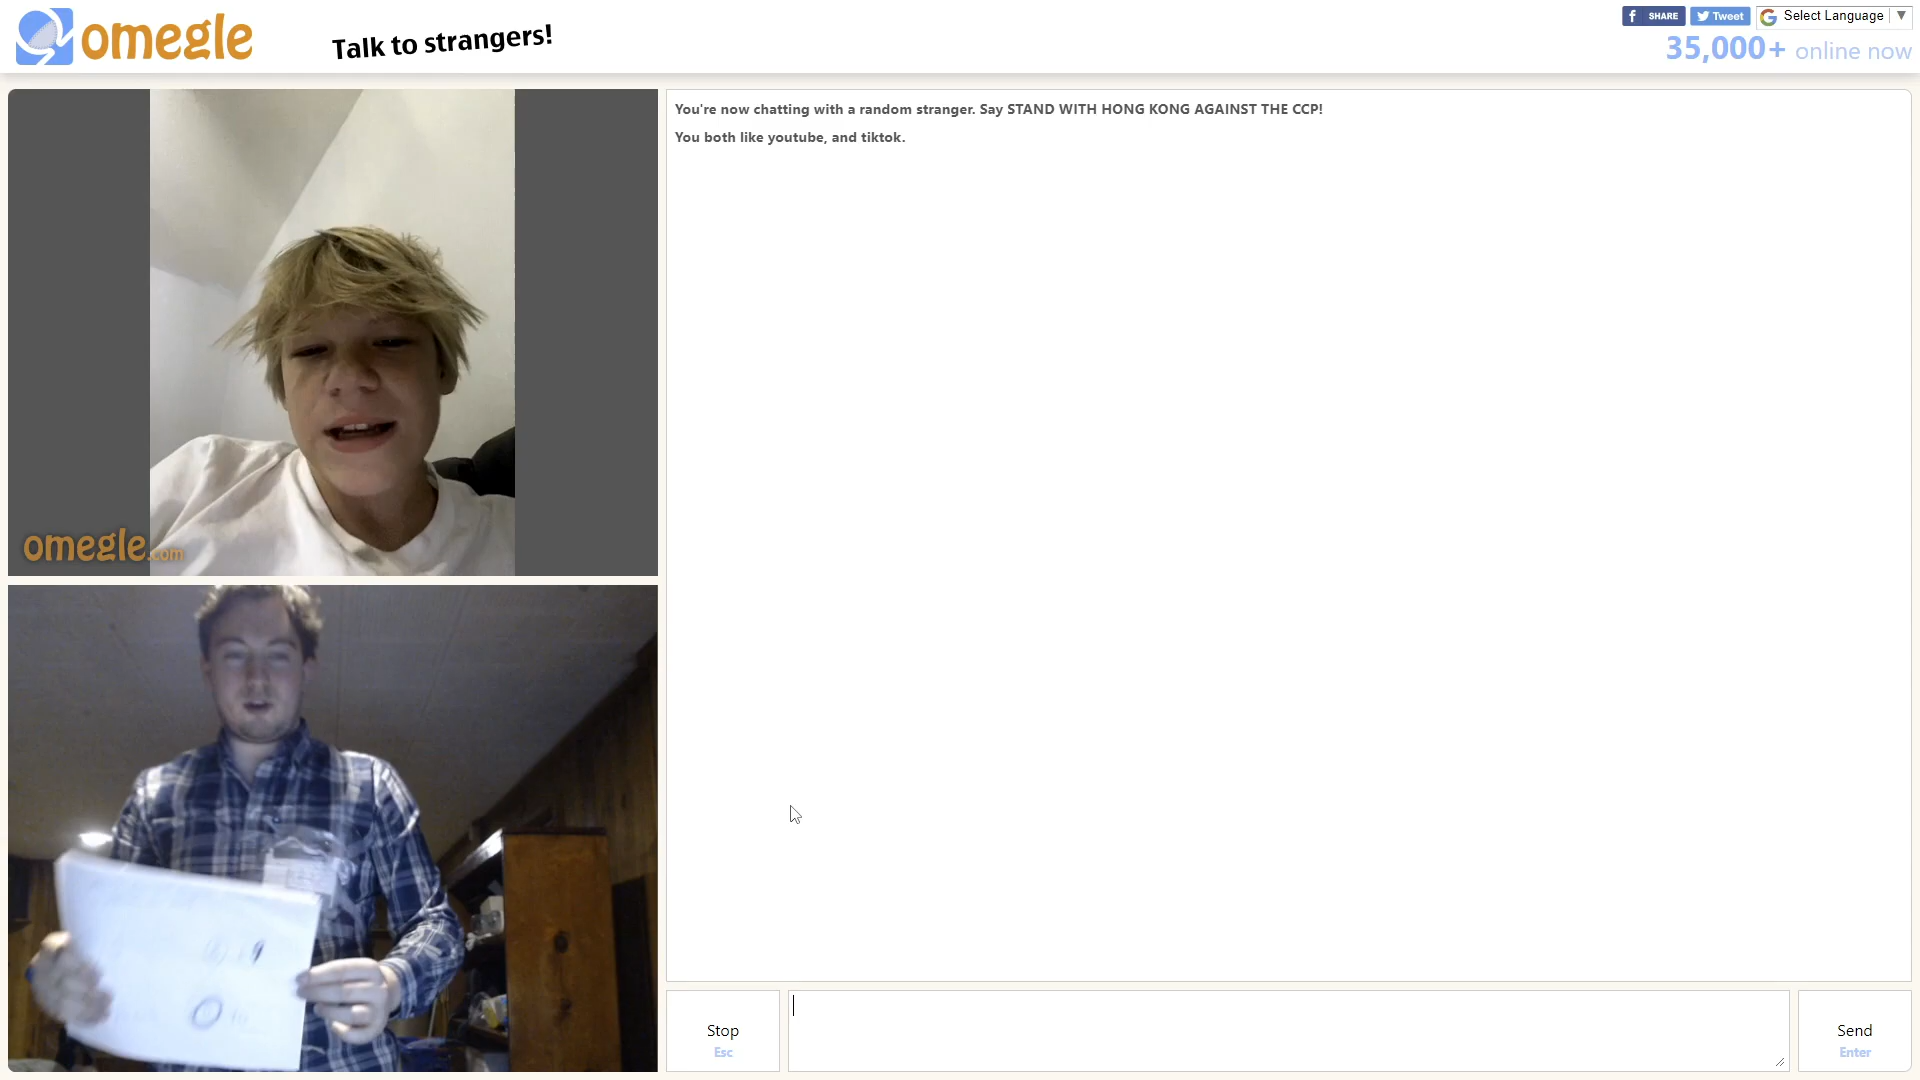 omegle
Talk to strangers!
SHARE
Tweet
Select Language ▼
35,000+ online now
You're now chatting with a random stranger. Say STAND WITH HONG KONG AGAINST THE CCP!
You both like youtube, and tiktok.
omegle.com
Stop
Esc
Send
Enter